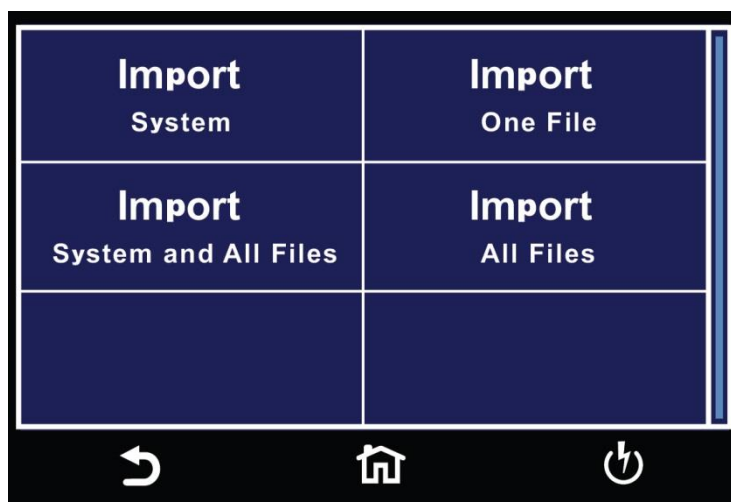 Import
System
Import
One File
Import
System and All Files
Import
All Files